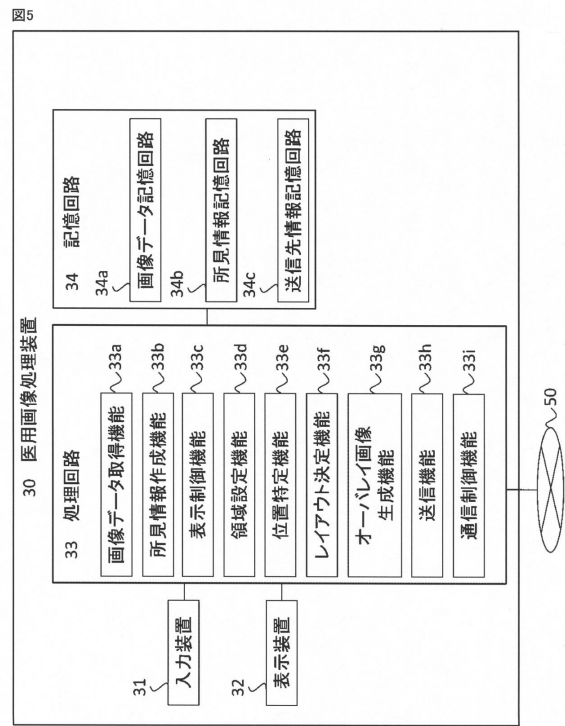 図5
30 医用画像処理装置
31
入力装置
32
表示装置
33 処理回路
画像データ取得機能 33a
所見情報作成機能 33b
表示制御機能 33c
領域設定機能 33d
位置特定機能 33e
レイアウト決定機能 33f
オーバレイ画像
生成機能 33g
送信機能 33h
通信制御機能 33i
34 記憶回路
34a
画像データ記憶回路
34b
所見情報記憶回路
34c
送信先情報記憶回路
50